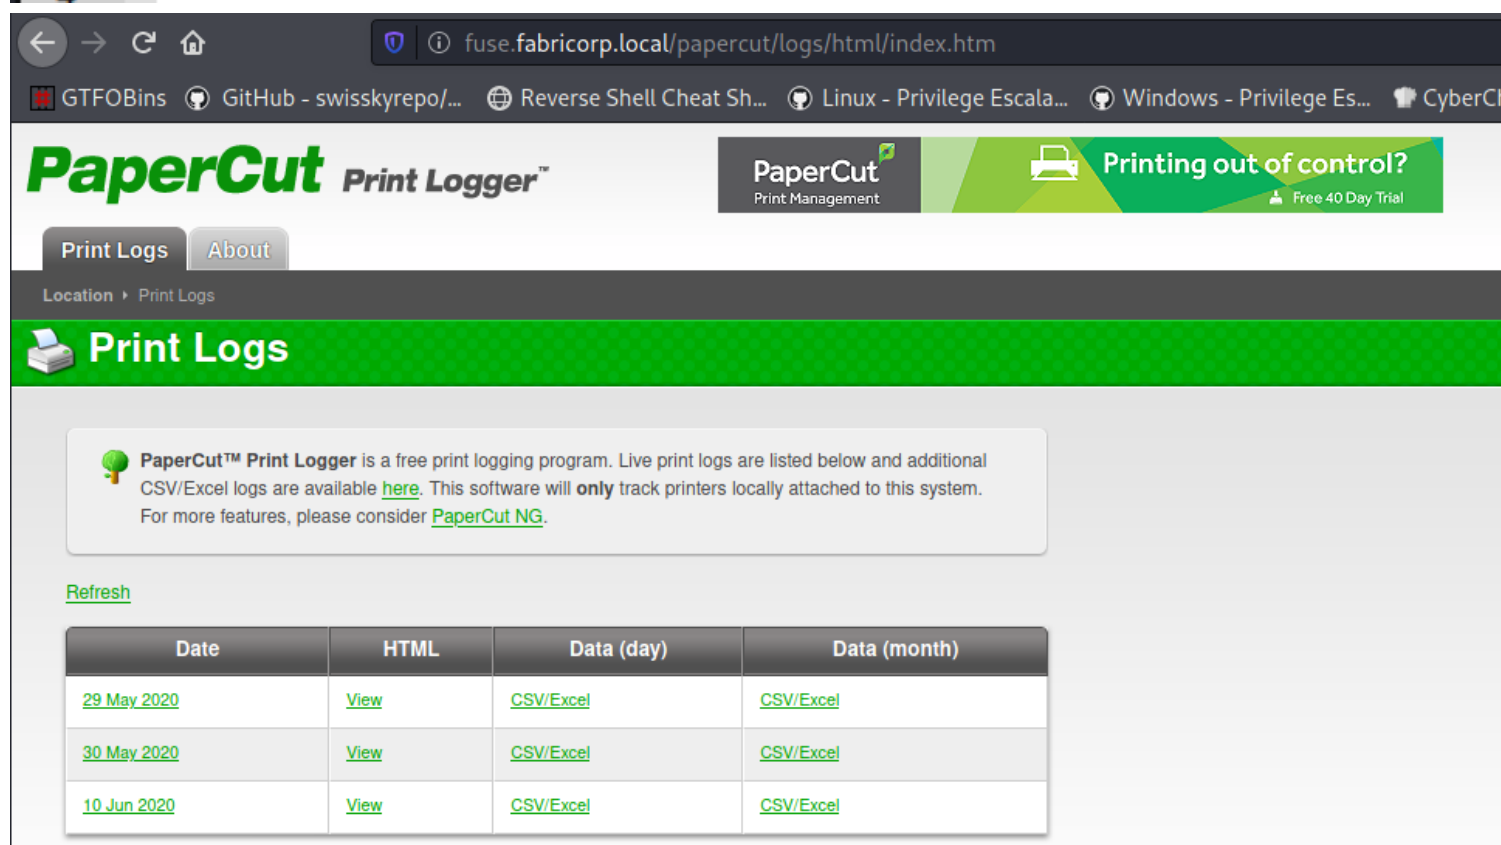 fuse.fabricorp.local/papercut/logs/html/index.htm
GTFOBins GitHub - swisskyrepo/... Reverse Shell Cheat Sh... Linux - Privilege Escala... Windows - Privilege Es... CyberCh
PaperCut Print Logger™
PaperCut
Print Management
Printing out of control?
Free 40 Day Trial
Print Logs About
Location Print Logs
Print Logs
PaperCut™ Print Logger is a free print logging program. Live print logs are listed below and additional
CSV/Excel logs are available here. This software will only track printers locally attached to this system.
For more features, please consider PaperCut NG.
Refresh
Date HTML Data (day) Data (month)
29 May 2020 View CSV/Excel CSV/Excel
30 May 2020 View CSV/Excel CSV/Excel
10 Jun 2020 View CSV/Excel CSV/Excel